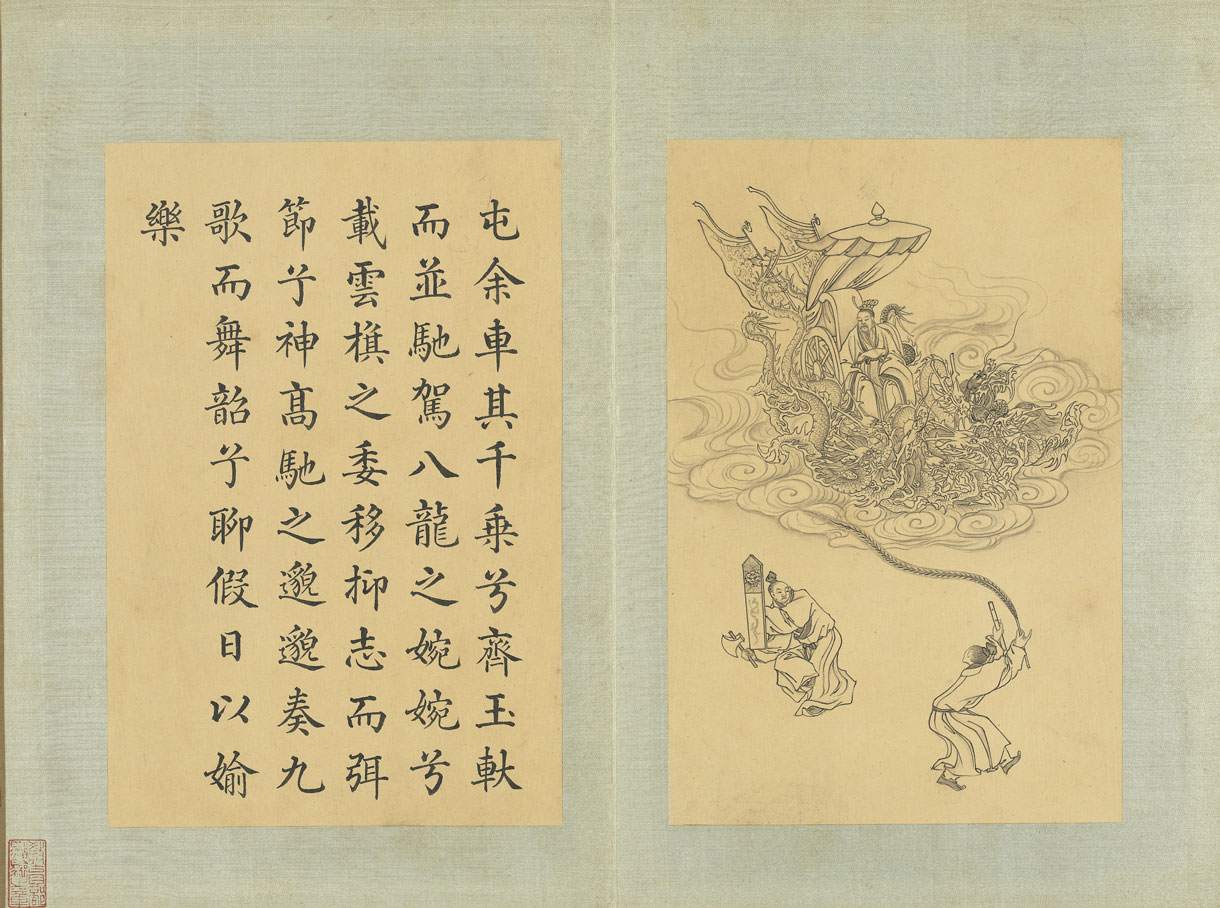 屯余車其千乗兮齊玉軑
而並馳駕八龍之婉婉兮
載雲旗之委移抑志而弭
節兮神髙馳之邈邈奏九
歌而舞韶兮聊假日以媮
樂